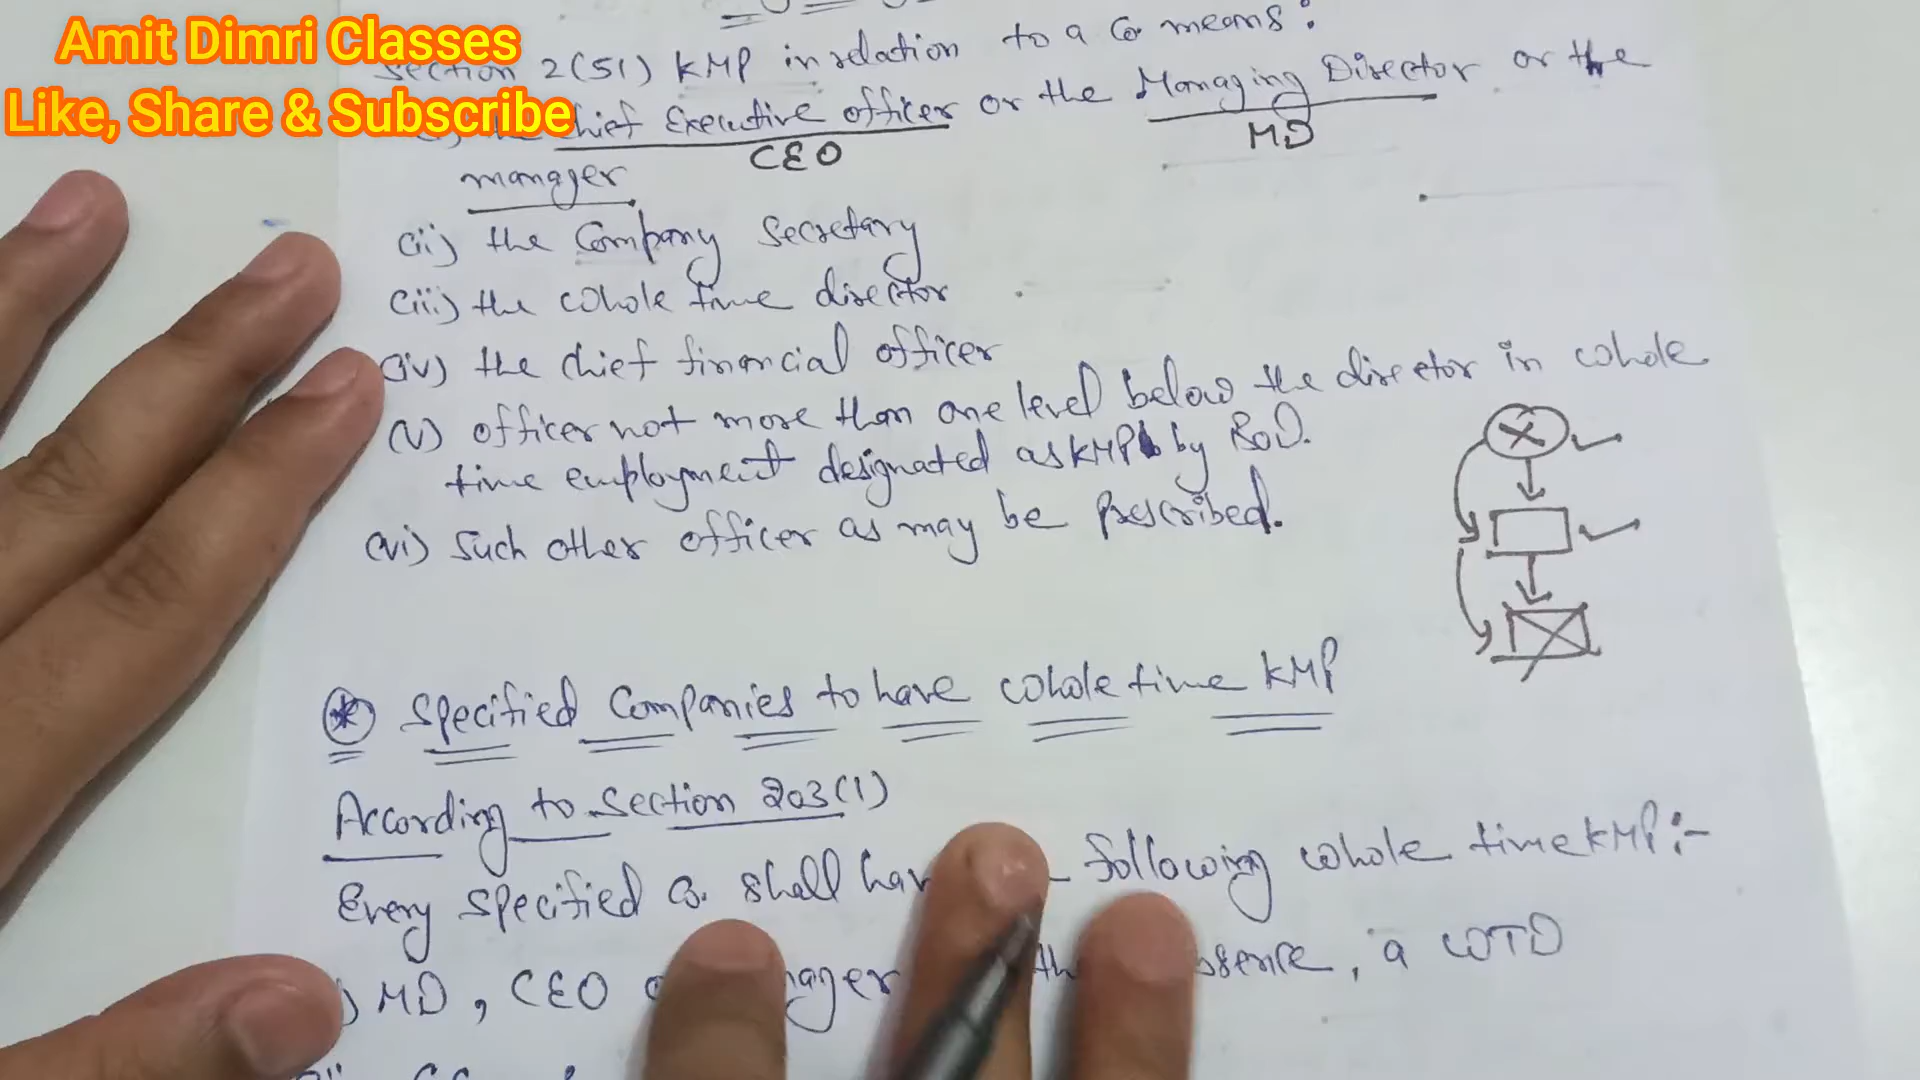 Amit Dimri Classes
Like, Share & Subscribe
Section 2(51) KMP in relation to a Co. means:
the Chief Executive officer or the Managing Director or the
CEO MD
manager
(ii) the Company Secretary
(iii) the whole time director
(iv) the chief financial officer
(v) officer not more than one level below the director in whole
time employment designated as KMP by BoD.
(vi) Such other officer as may be prescribed.
Specified Companies to have whole time KMP
According to Section 203(1)
Every specified Co. shall following whole time KMP:-
MD, CEO a WTD